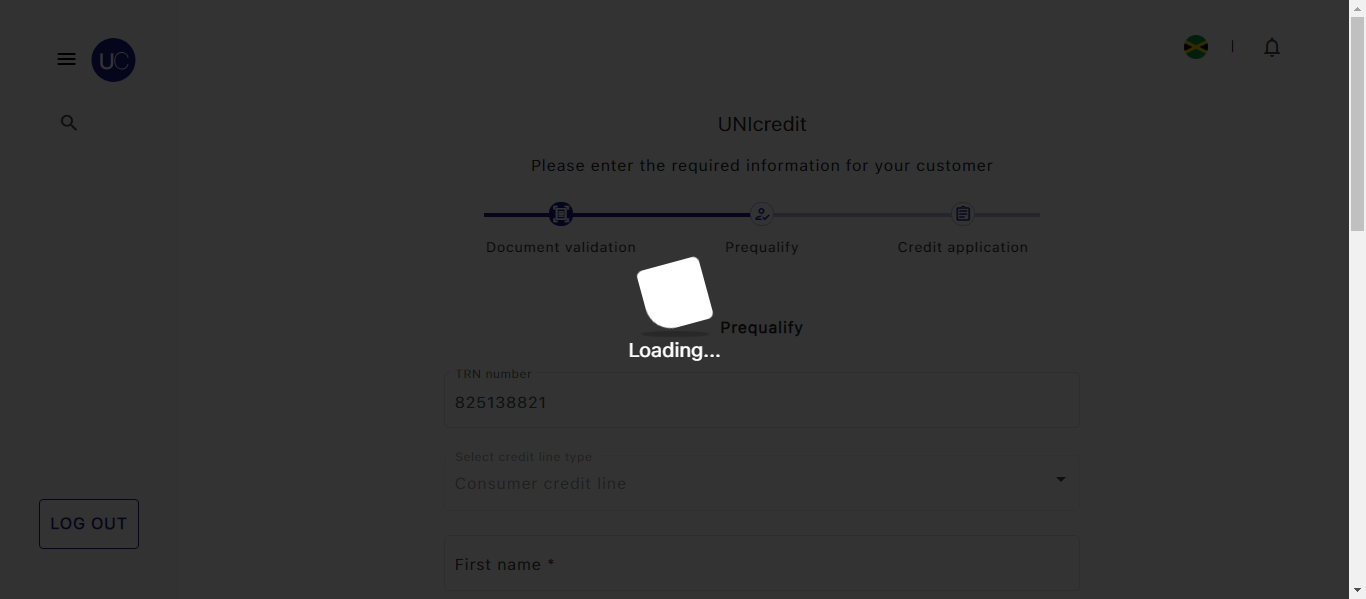 UC
UNIcredit
Please enter the required information for your customer
Document validation
Prequalify
Credit application
Prequalify
Loading...
TRN number
825138821
Select credit line type
Consumer credit line
LOG OUT
First name *